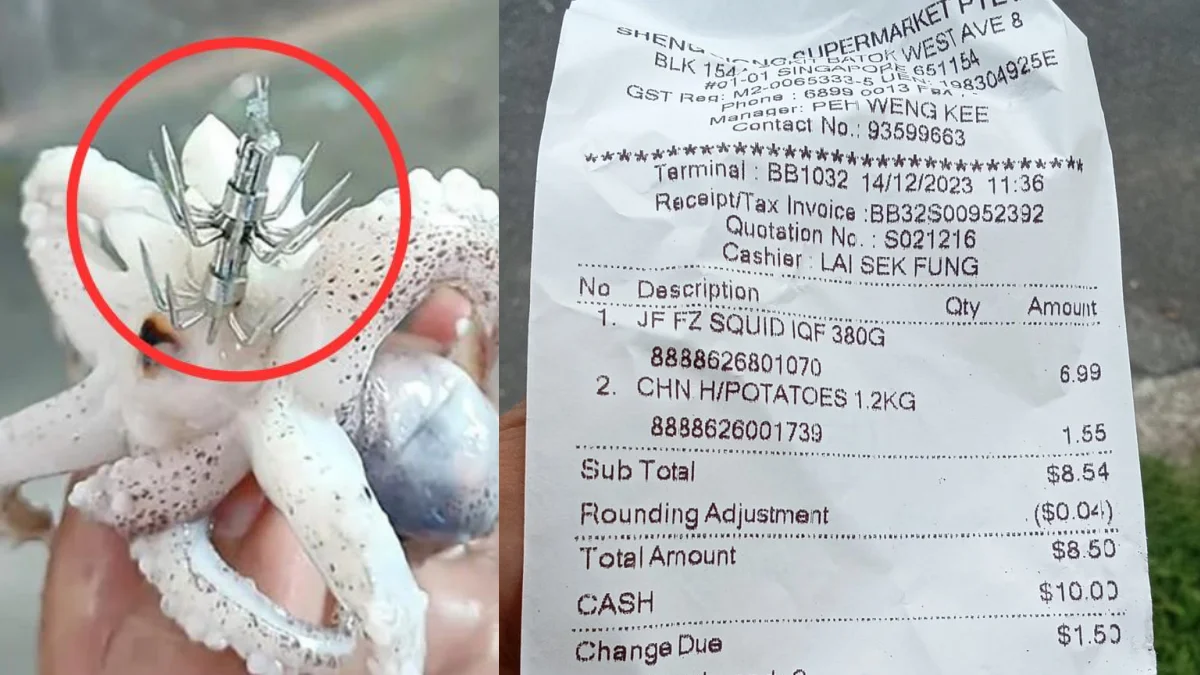 SHENG SUPERMARKET PTE
BLK 154 BATOK WEST AVE 8
#01-01 SINGAPORE 651154
GST Reg: M2-0065333-5 UEN: 198304925E
Phone : 6899 0013
Manager: PEH WENG KEE
Contact No.: 93599663
********************************
Terminal : BB1032 14/12/2023 11:36
Receipt/Tax Invoice :BB32S00952392
Quotation No. : S021216
Cashier : LAI SEK FUNG
No Description Qty Amount
1. JF FZ SQUID IQF 380G
8888626801070 6.99
2. CHN H/POTATOES 1.2KG
8888626001739 1.55
Sub Total $8.54
Rounding Adjustment ($0.04)
Total Amount $8.50
CASH $10.00
Change Due $1.50